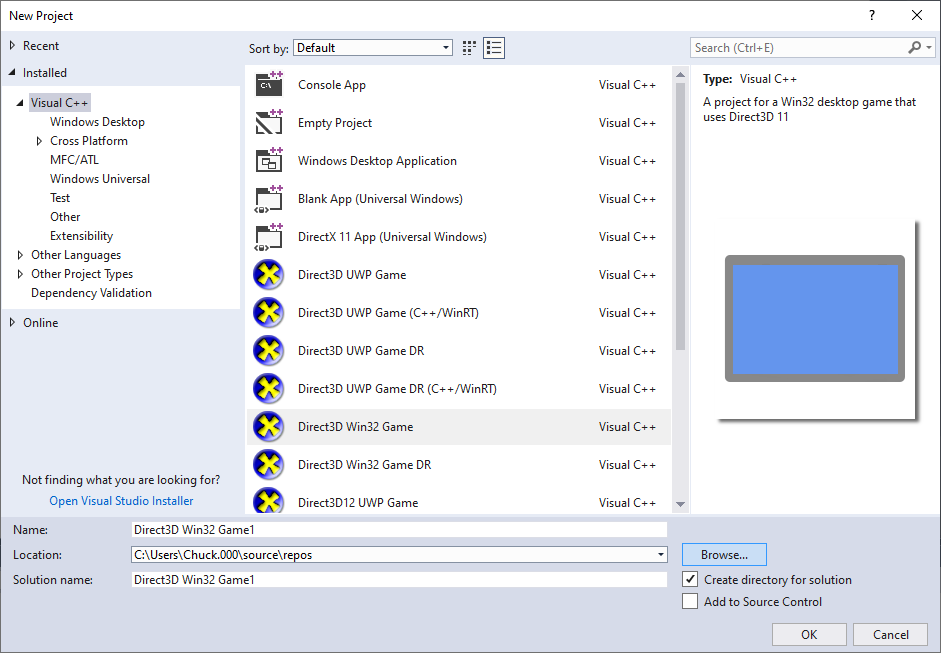 New Project
?
Recent
Installed
Visual C++
Windows Desktop
Cross Platform
MFC/ATL
Windows Universal
Test
Other
Extensibility
Other Languages
Other Project Types
Dependency Validation
Online
Not finding what you are looking for?
Open Visual Studio Installer
Sort by: Default
Console App Visual C++
Empty Project Visual C++
Windows Desktop Application Visual C++
Blank App (Universal Windows) Visual C++
DirectX 11 App (Universal Windows) Visual C++
Direct3D UWP Game Visual C++
Direct3D UWP Game (C++/WinRT) Visual C++
Direct3D UWP Game DR Visual C++
Direct3D UWP Game DR (C++/WinRT) Visual C++
Direct3D Win32 Game Visual C++
Direct3D Win32 Game DR Visual C++
Direct3D12 UWP Game Visual C++
Search (Ctrl+E)
Type: Visual C++
A project for a Win32 desktop game that
uses Direct3D 11
Name: Direct3D Win32 Game1
Location: C:\Users\Chuck.000\source\repos
Browse...
Solution name: Direct3D Win32 Game1
Create directory for solution
Add to Source Control
OK Cancel